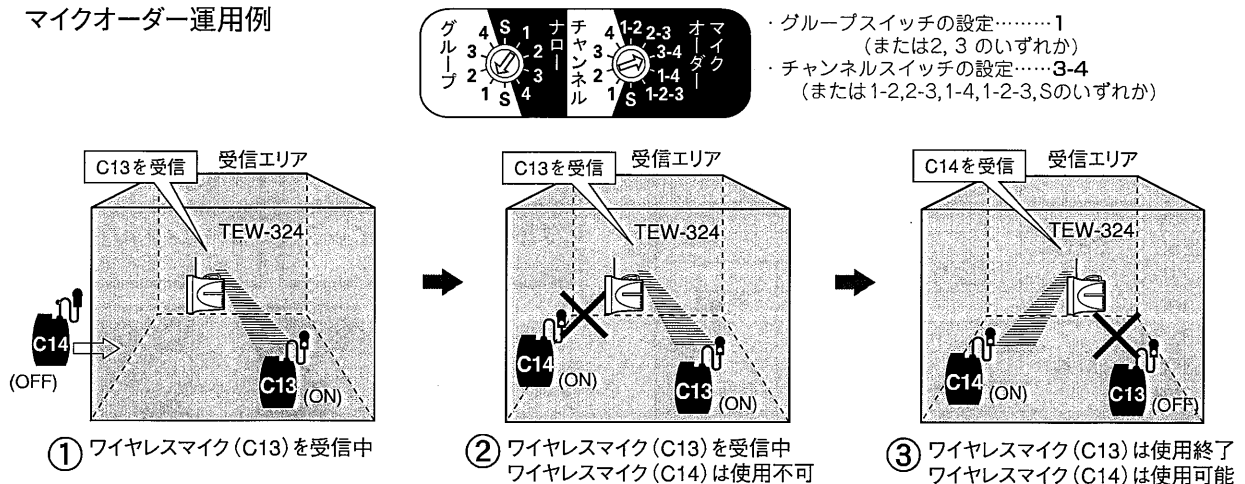 マイクオーダー運用例
グループ
4 S 1
3 2
2 3
1 S 4
ナロー
チャンネル
4 1-2 2-3
3 3-4
2 1-4
1 S 1-2-3
マイクオーダー
・グループスイッチの設定………1
(または2, 3 のいずれか)
・チャンネルスイッチの設定……3-4
(または1-2,2-3,1-4,1-2-3,Sのいずれか)
C13を受信
受信エリア
TEW-324
C14
(OFF)
C13
(ON)
① ワイヤレスマイク(C13)を受信中
C13を受信
受信エリア
TEW-324
C14
(ON)
C13
(ON)
② ワイヤレスマイク(C13)を受信中
ワイヤレスマイク(C14)は使用不可
C14を受信
受信エリア
TEW-324
C14
(ON)
C13
(OFF)
③ ワイヤレスマイク(C13)は使用終了
ワイヤレスマイク(C14)は使用可能